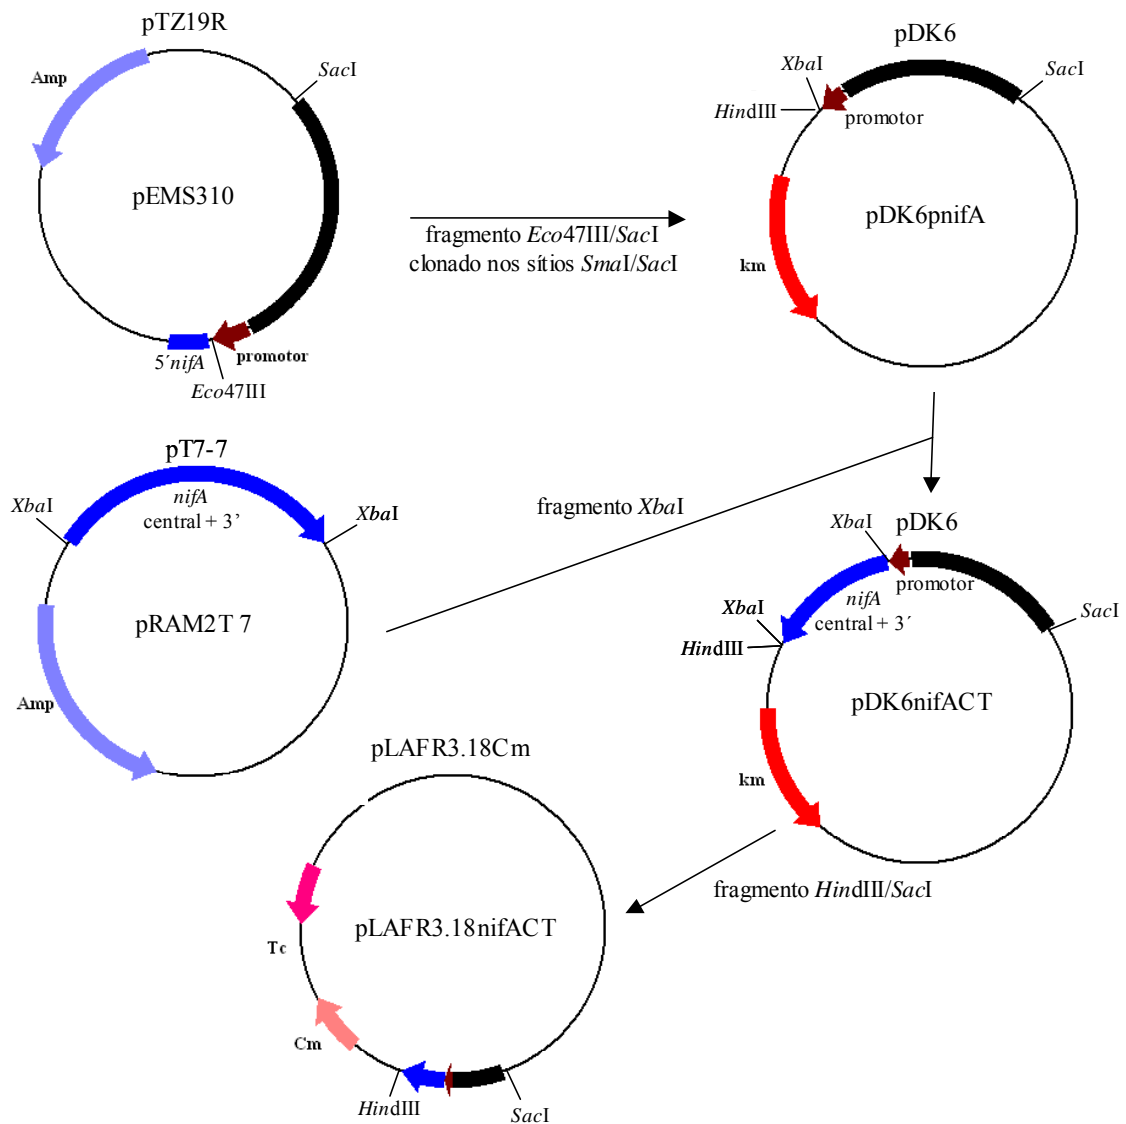 pTZ19R
Amp
SacI
pEMS310
5´nifA
promotor
Eco47III
fragmento Eco47III/SacI
clonado nos sítios SmaI/SacI
pDK6
XbaI
SacI
HindIII
promotor
pDK6pnifA
km
pT7-7
XbaI
nifA
central + 3’
XbaI
pRAM2T 7
Amp
fragmento XbaI
XbaI
pDK6
promotor
nifA
central + 3´
XbaI
HindIII
SacI
pDK6nifACT
km
fragmento HindIII/SacI
pLAFR3.18Cm
pLAFR3.18nifACT
Tc
Cm
HindIII
SacI